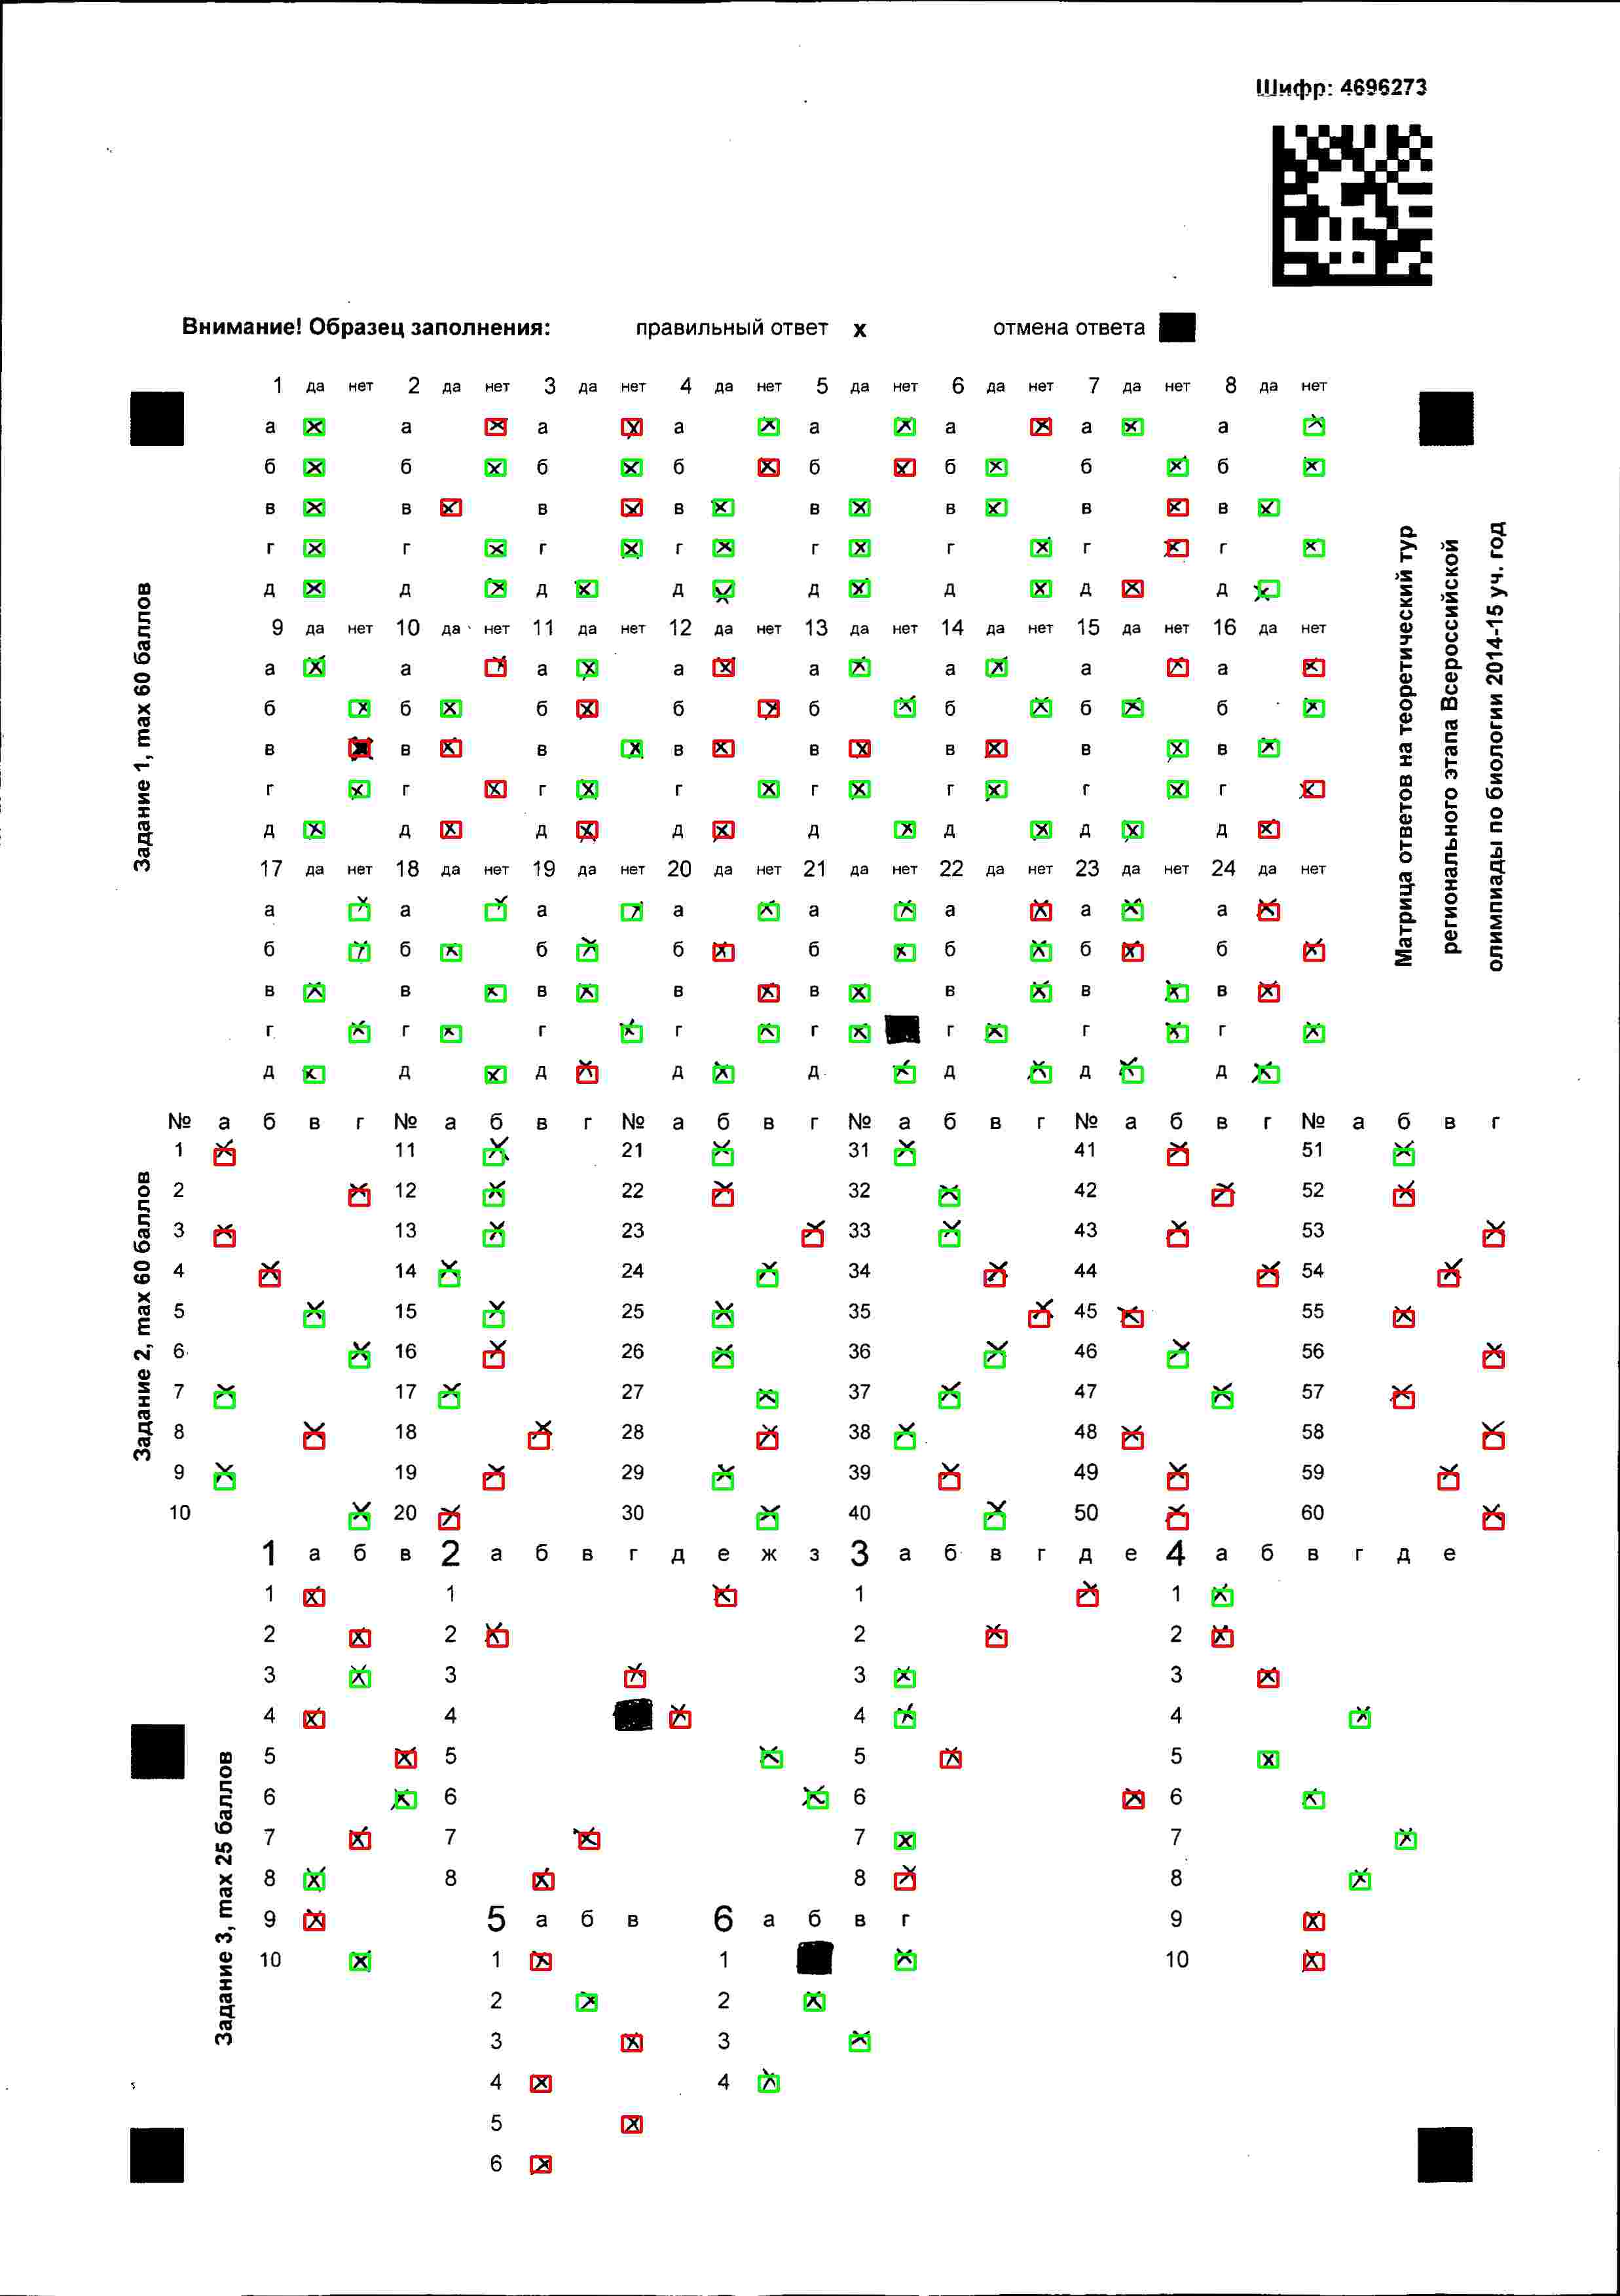 Шифр: 4696273
Внимание! Образец заполнения: правильный ответ х отмена ответа
1 да нет 2 да нет 3 да нет 4 да нет 5 да нет 6 да нет 7 да нет 8 да нет
а а а а а а а а
б б б б б б б б
в в в в в в в в
г г г г г г г г
д д д д д д д д
9 да нет 10 да нет 11 да нет 12 да нет 13 да нет 14 да нет 15 да нет 16 да нет
а а а а а а а а
б б б б б б б б
в в в в в в в в
г г г г г г г г
д д д д д д д д
17 да нет 18 да нет 19 да нет 20 да нет 21 да нет 22 да нет 23 да нет 24 да нет
а а а а а а а а
б б б б б б б б
в в в в в в в в
г г г г г г г г
д д д д д д д д
Задание 1, max 60 баллов
Матрица ответов на теоретический тур
регионального этапа Всероссийской
олимпиады по биологии 2014-15 уч. год
№ а б в г № а б в г № а б в г № а б в г № а б в г № а б в г
1 11 21 31 41 51
2 12 22 32 42 52
3 13 23 33 43 53
4 14 24 34 44 54
5 15 25 35 45 55
6 16 26 36 46 56
7 17 27 37 47 57
8 18 28 38 48 58
9 19 29 39 49 59
10 20 30 40 50 60
Задание 2, max 60 баллов
1 а б в 2 а б в г д е ж з 3 а б в г д е 4 а б в г д е
1 1 1 1
2 2 2 2
3 3 3 3
4 4 4 4
5 5 5 5
6 6 6 6
7 7 7 7
8 8 8 8
9 5 а б в 6 а б в г 9
10 1 1 10
2 2
3 3
4 4
5
6
Задание 3, max 25 баллов